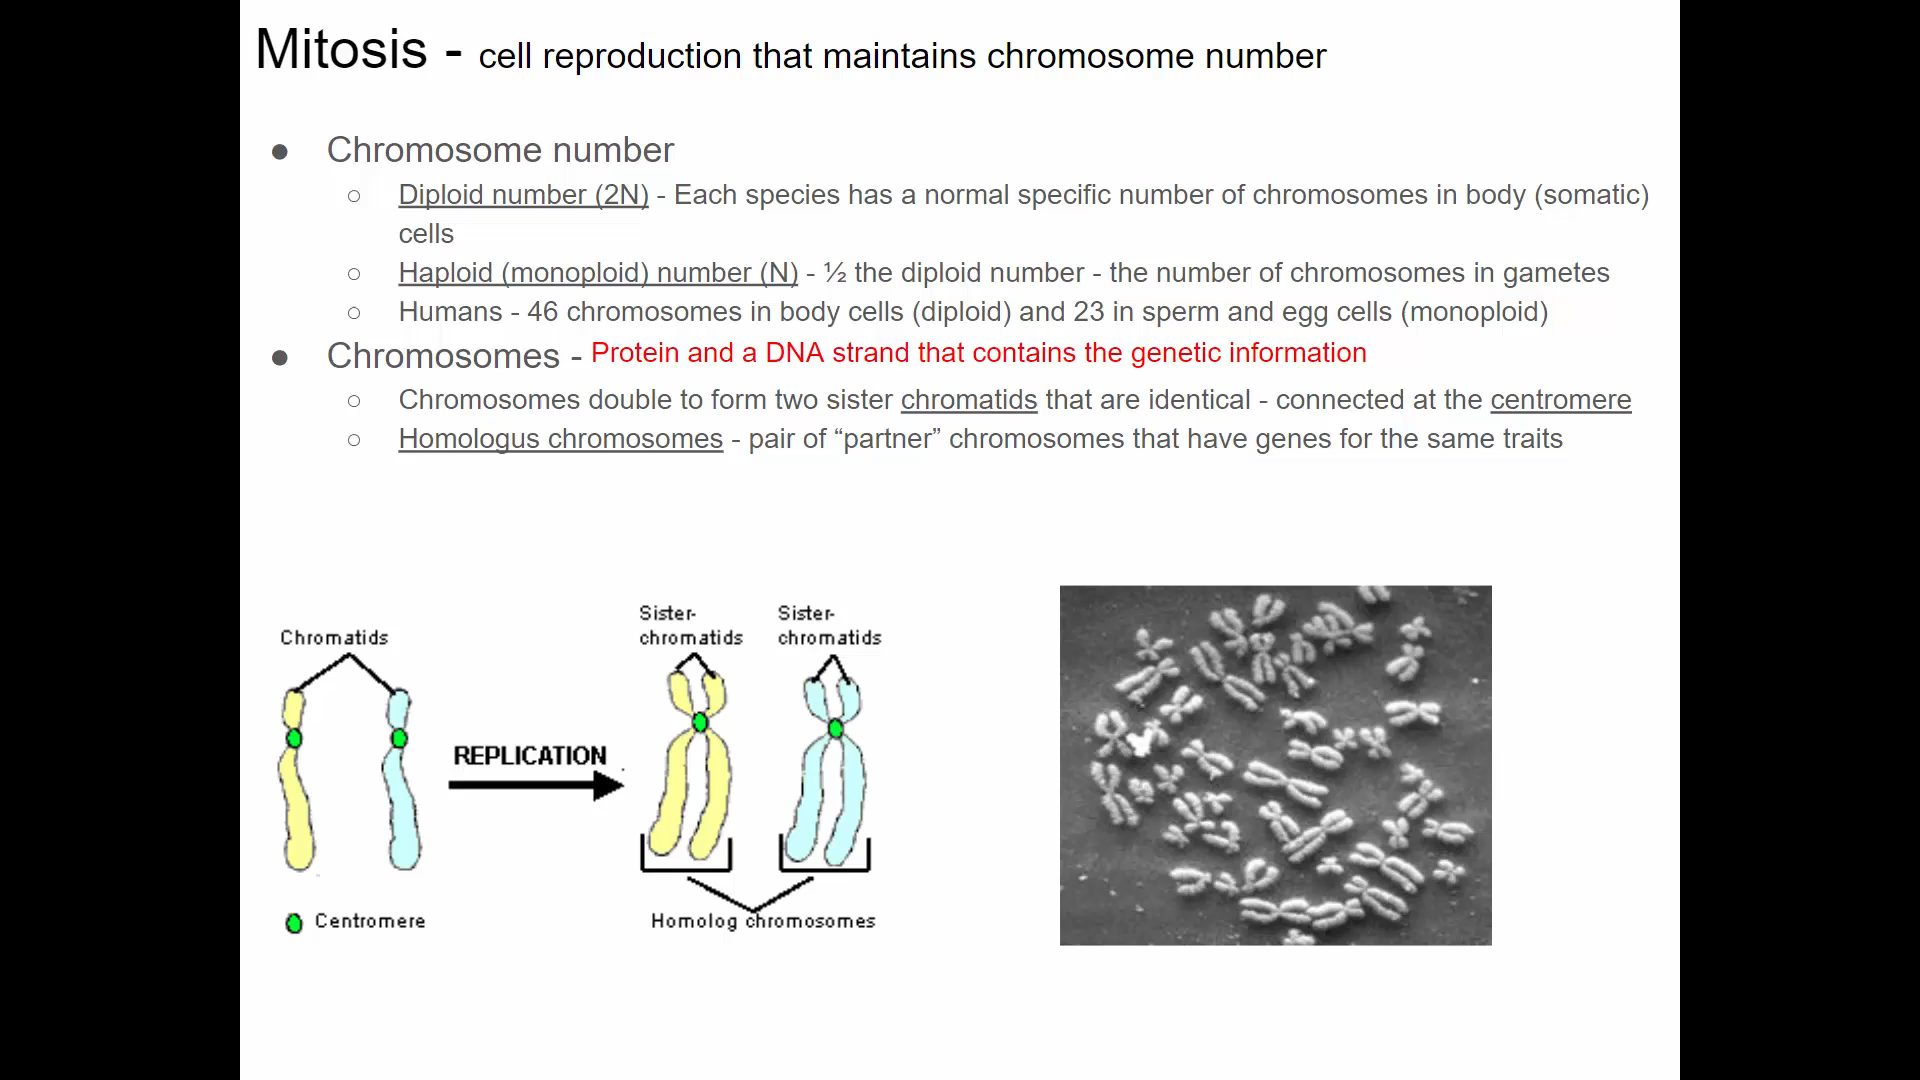 Mitosis - cell reproduction that maintains chromosome number
● Chromosome number
○ Diploid number (2N) - Each species has a normal specific number of chromosomes in body (somatic)
cells
○ Haploid (monoploid) number (N) - ½ the diploid number - the number of chromosomes in gametes
○ Humans - 46 chromosomes in body cells (diploid) and 23 in sperm and egg cells (monoploid)
● Chromosomes - Protein and a DNA strand that contains the genetic information
○ Chromosomes double to form two sister chromatids that are identical - connected at the centromere
○ Homologus chromosomes - pair of “partner” chromosomes that have genes for the same traits
Chromatids
REPLICATION
Sister-
chromatids
Sister-
chromatids
Centromere
Homolog chromosomes